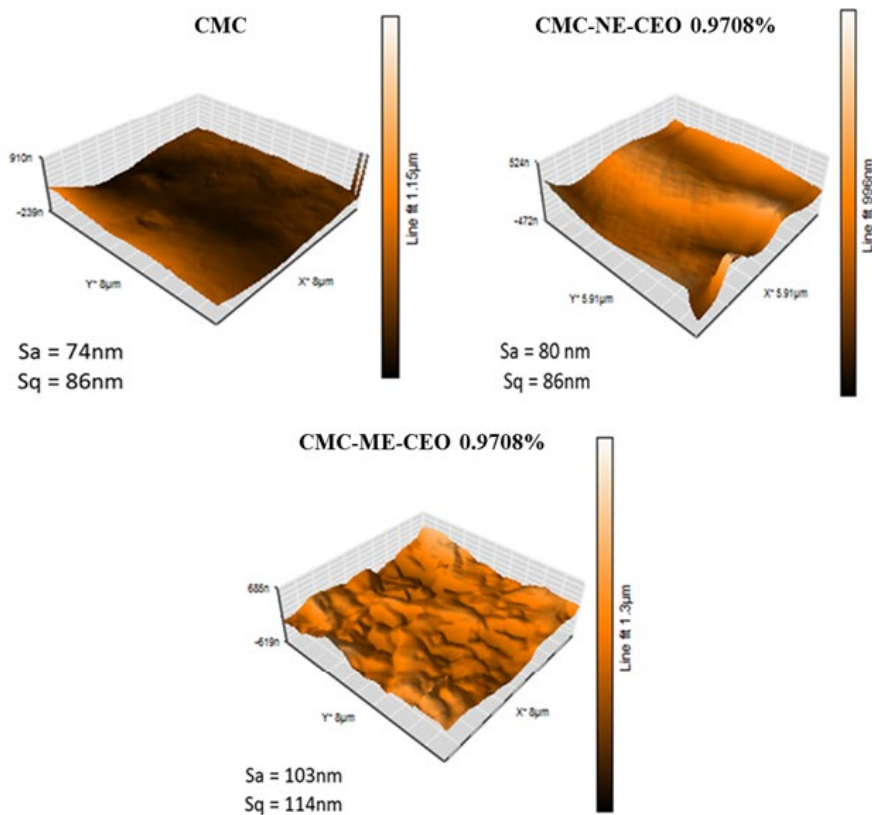 CMC
910n
-239n
Y* 8µm
X* 8µm
Line fit 1.15µm
Sa = 74nm
Sq = 86nm
CMC-NE-CEO 0.9708%
524n
-472n
Y* 5.91µm
X* 5.91µm
Line fit 996nm
Sa = 80 nm
Sq = 86nm
CMC-ME-CEO 0.9708%
685n
-619n
Y* 8µm
X* 8µm
Line fit 1.3µm
Sa = 103nm
Sq = 114nm